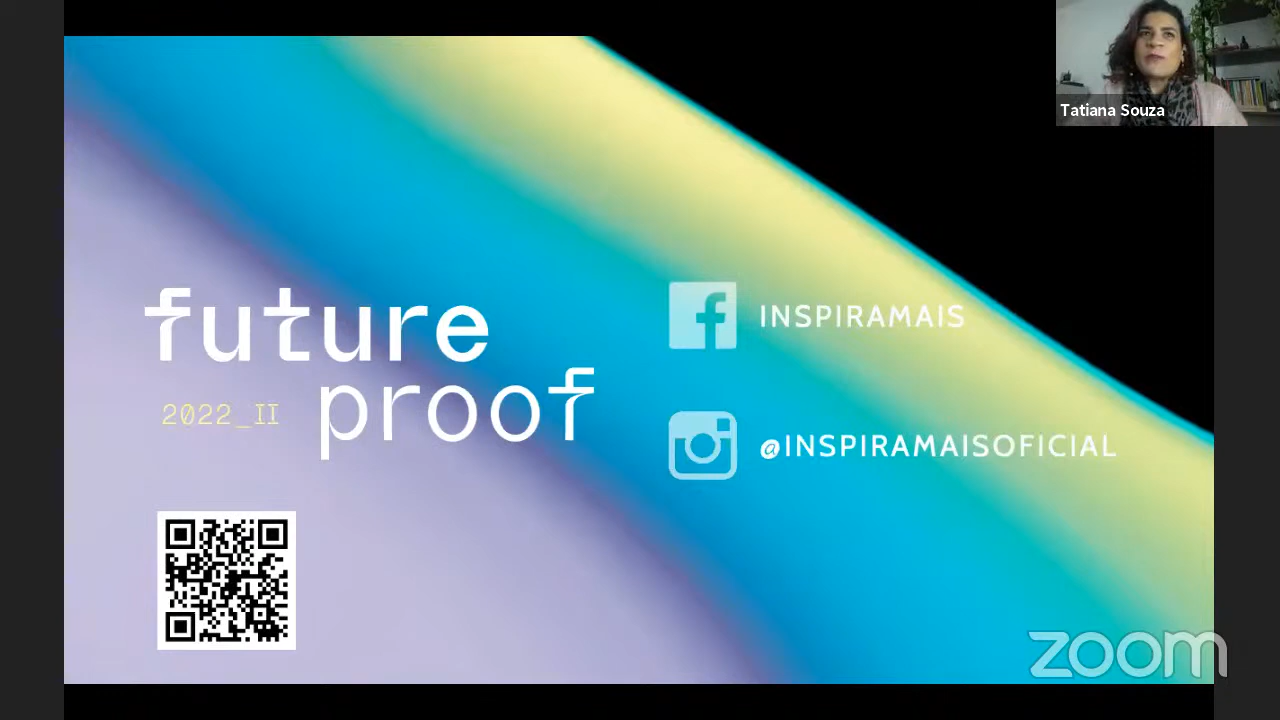 Tatiana Souza
future
proof
2022_II
INSPIRAMAIS
@INSPIRAMAISOFICIAL
zoom